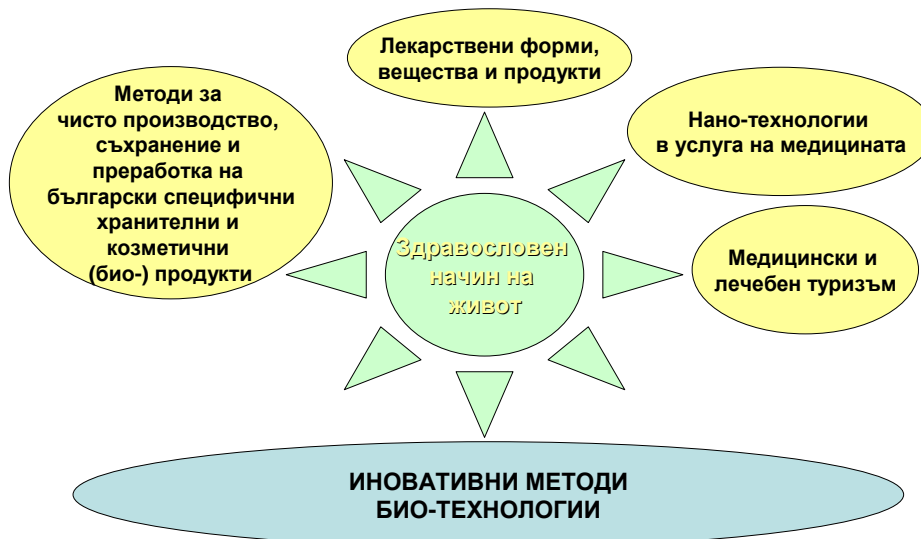 Лекарствени форми,
вещества и продукти
Методи за
чисто производство,
съхранение и
преработка на
български специфични
хранителни и
козметични
(био-) продукти
Нано-технологии
в услуга на медицината
Здравословен
начин на
живот
Медицински и
лечебен туризъм
ИНОВАТИВНИ МЕТОДИ
БИО-ТЕХНОЛОГИИ